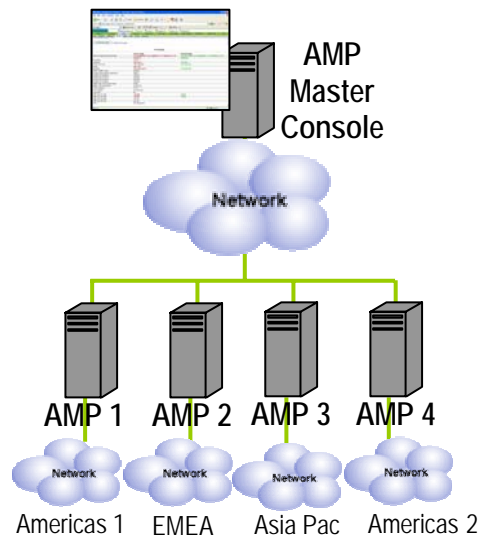 AMP
Master
Console
Network
AMP 1 AMP 2 AMP 3 AMP 4
Network Network Network Network
Americas 1 EMEA Asia Pac Americas 2